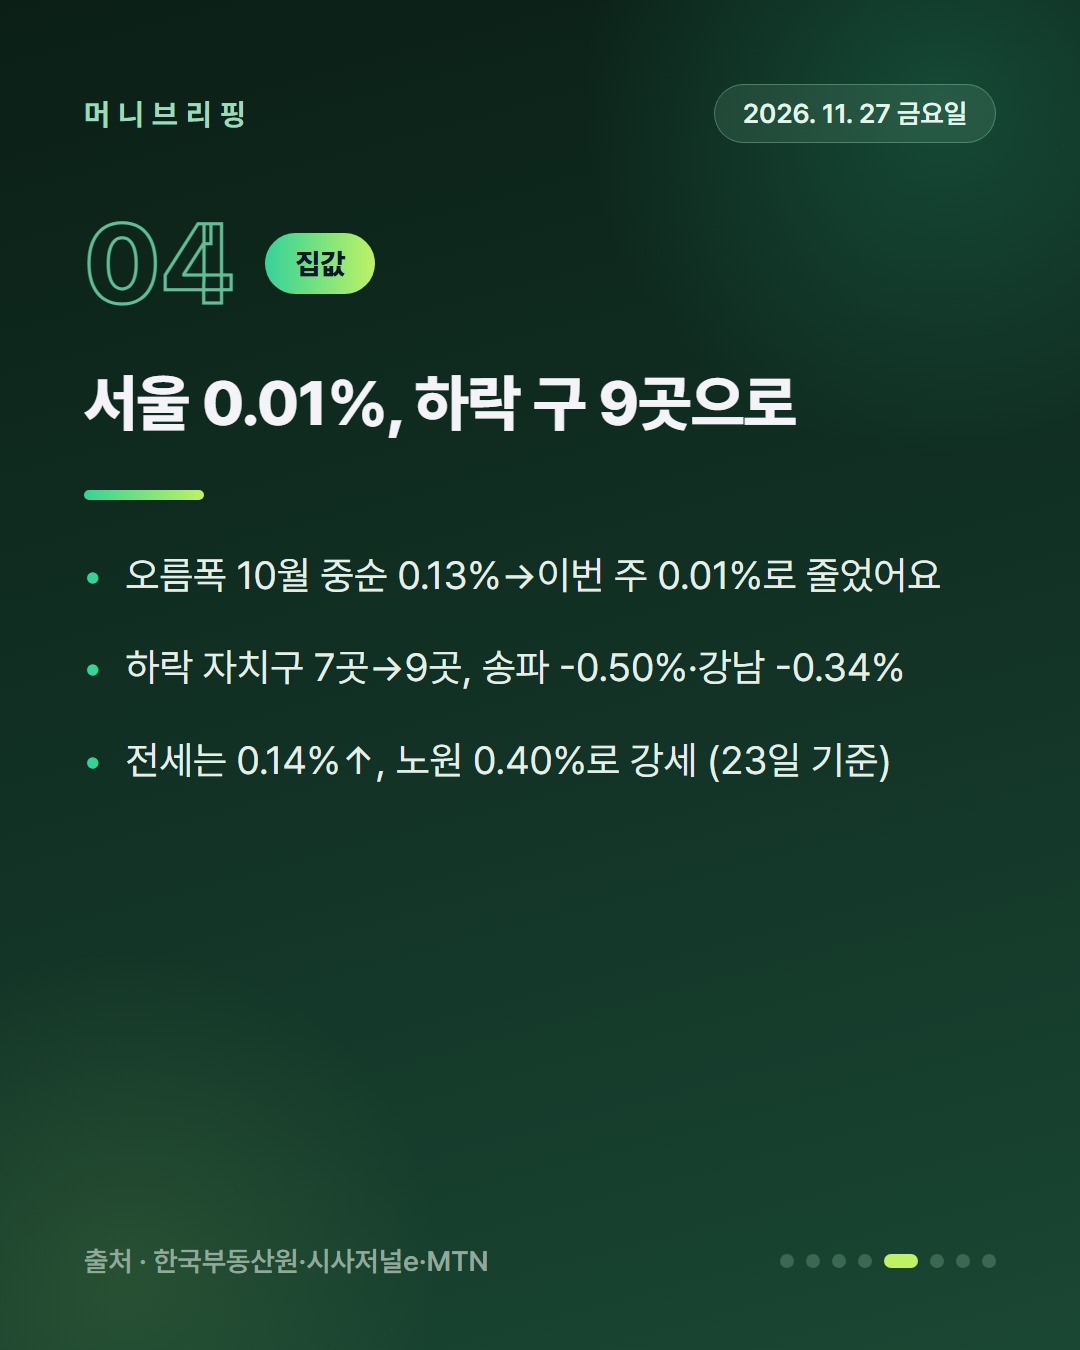 머니브리핑
2026. 11. 27 금요일
04
집값
서울 0.01%, 하락 구 9곳으로
• 오름폭 10월 중순 0.13%→이번 주 0.01%로 줄었어요
• 하락 자치구 7곳→9곳, 송파 -0.50%·강남 -0.34%
• 전세는 0.14%↑, 노원 0.40%로 강세 (23일 기준)
출처 · 한국부동산원·시사저널e·MTN